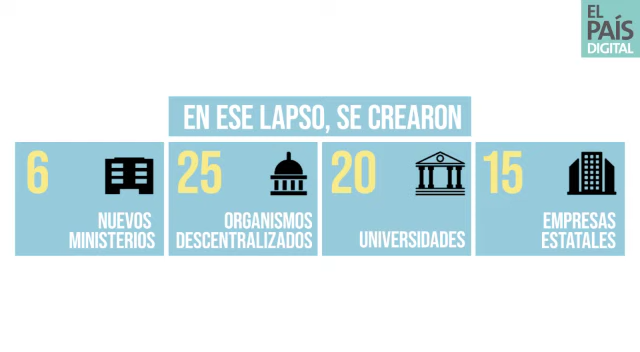 EL
PAÍS
DIGITAL
EN ESE LAPSO, SE CREARON
6
NUEVOS
MINISTERIOS
25
ORGANISMOS
DESCENTRALIZADOS
20
UNIVERSIDADES
15
EMPRESAS
ESTATALES